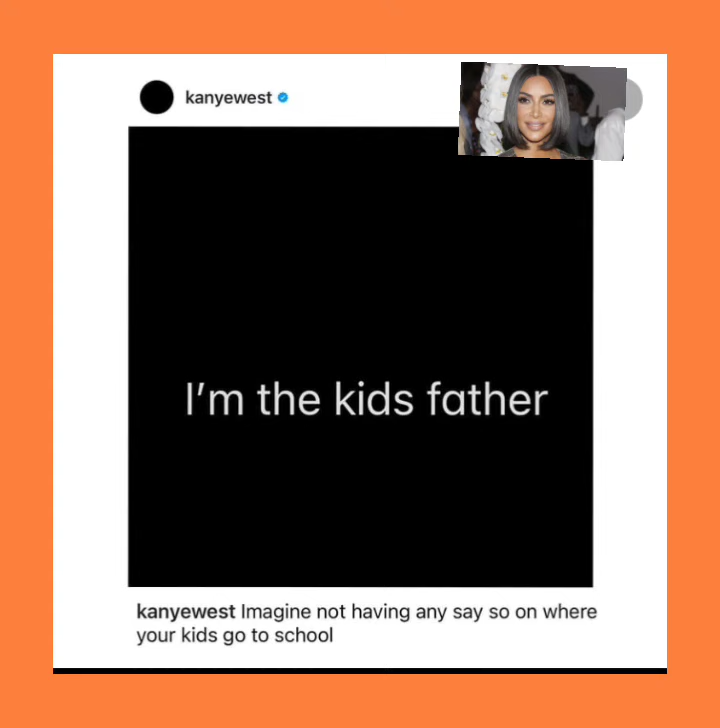 kanyewest
I'm the kids father
kanyewest Imagine not having any say so on where
your kids go to school